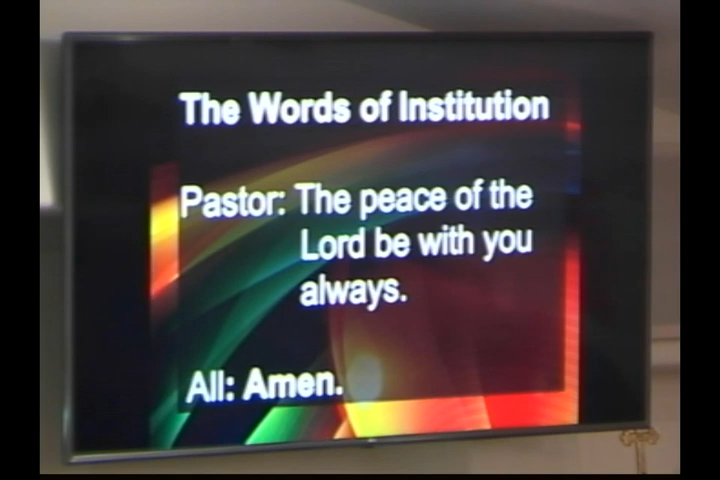 The Words of Institution
Pastor: The peace of the
Lord be with you
always.
All: Amen.